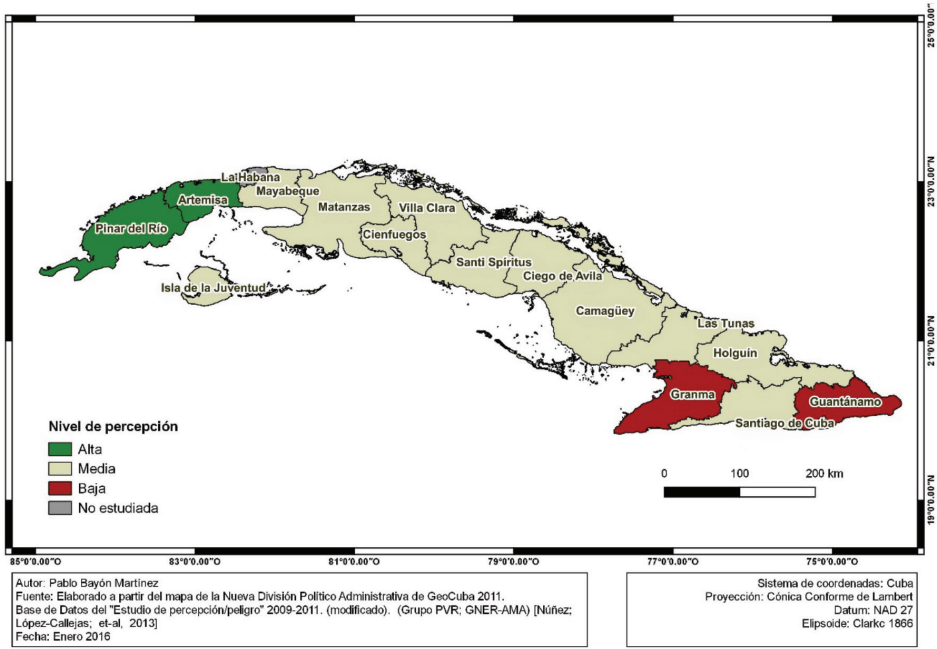 25°0'0.00"
La Habana
Mayabeque
Artemisa
Pinar del Río
Matanzas
Villa Clara
Cienfuegos
Santi Spíritus
Ciego de Avila
Isla de la Juventud
Camagüey
Las Tunas
Holguín
Granma
Guantánamo
Santiago de Cuba
23°0'0.00"N
21°0'0.00"N
19°0'0.00"N
Nivel de percepción
Alta
Media
Baja
No estudiada
0 100 200 km
85°0'0.00"O 83°0'0.00"O 81°0'0.00"O 79°0'0.00"O 77°0'0.00"O 75°0'0.00"O
Autor: Pablo Bayón Martínez
Fuente: Elaborado a partir del mapa de la Nueva División Político Administrativa de GeoCuba 2011.
Base de Datos del "Estudio de percepción/peligro" 2009-2011. (modificado). (Grupo PVR; GNER-AMA) [Núñez;
López-Callejas; et-al, 2013]
Fecha: Enero 2016
Sistema de coordenadas: Cuba
Proyección: Cónica Conforme de Lambert
Datum: NAD 27
Elipsoide: Clarkc 1866